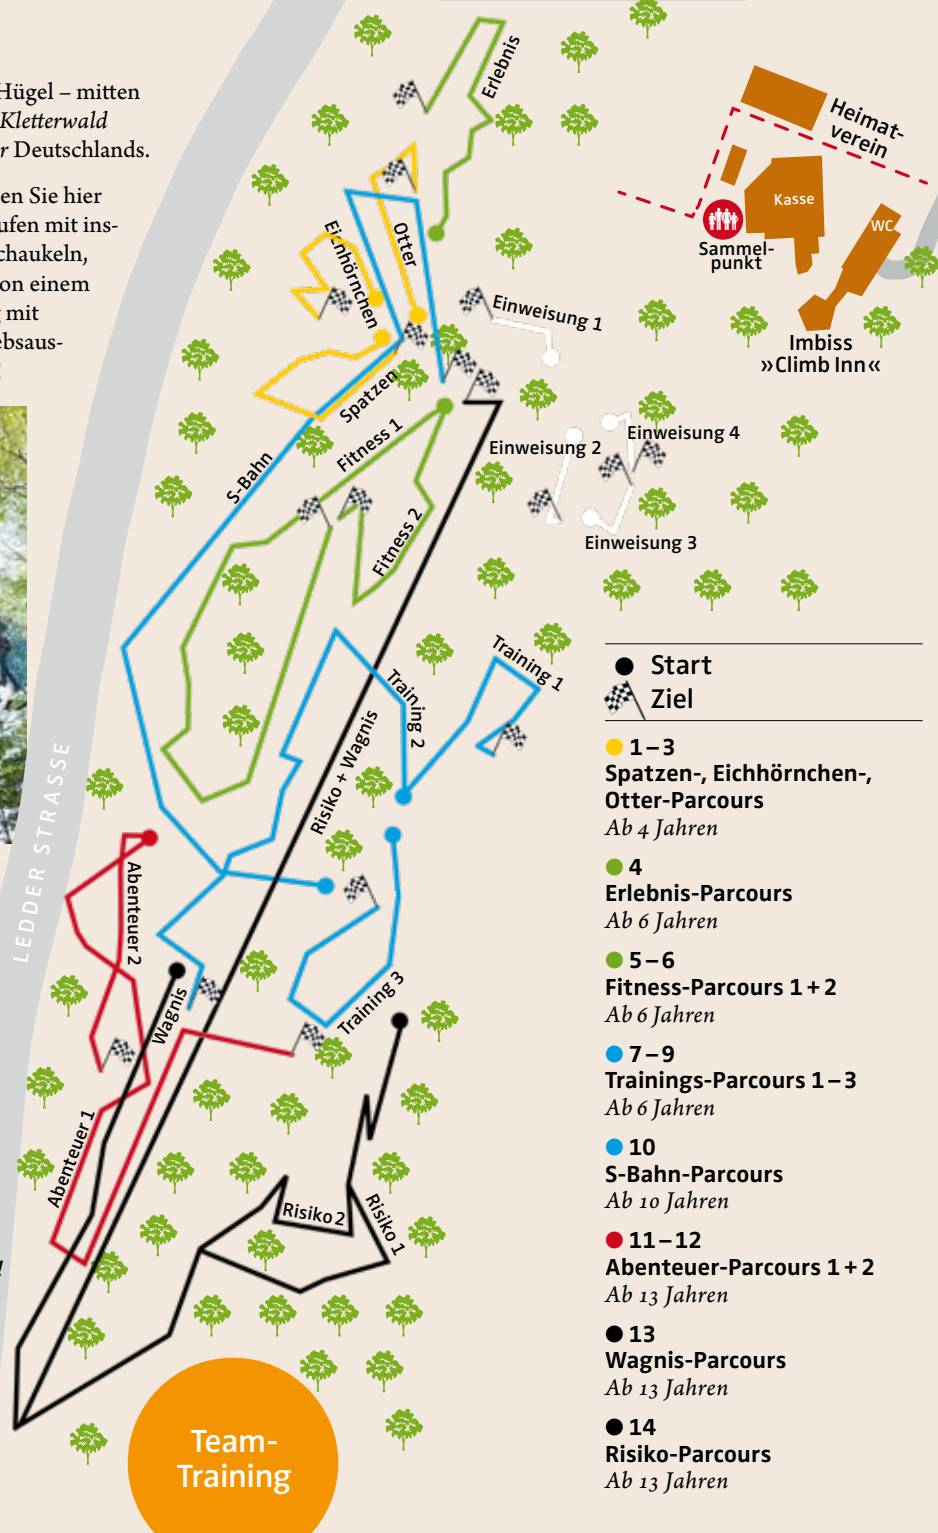 Hügel – mitten
Kletterwald
r Deutschlands.
en Sie hier
ufen mit ins-
chaukeln,
on einem
g mit
ebsaus-
!
Erlebnis
Otter
Eichhörnchen
Spatzen
Heimat-
verein
Kasse
WC
Sammel-
punkt
Imbiss
»Climb Inn«
Einweisung 1
Einweisung 2
Einweisung 4
Einweisung 3
Fitness 1
Fitness 2
S-Bahn
Training 1
Training 2
Risiko + Wagnis
LEDDER STRASSE
Abenteuer 2
Wagnis
Training 3
Abenteuer 1
Risiko 2
Risiko 1
!
Team-
Training
Start
Ziel
1 – 3
Spatzen-, Eichhörnchen-,
Otter-Parcours
Ab 4 Jahren
4
Erlebnis-Parcours
Ab 6 Jahren
5 – 6
Fitness-Parcours 1 + 2
Ab 6 Jahren
7 – 9
Trainings-Parcours 1 – 3
Ab 6 Jahren
10
S-Bahn-Parcours
Ab 10 Jahren
11 – 12
Abenteuer-Parcours 1 + 2
Ab 13 Jahren
13
Wagnis-Parcours
Ab 13 Jahren
14
Risiko-Parcours
Ab 13 Jahren